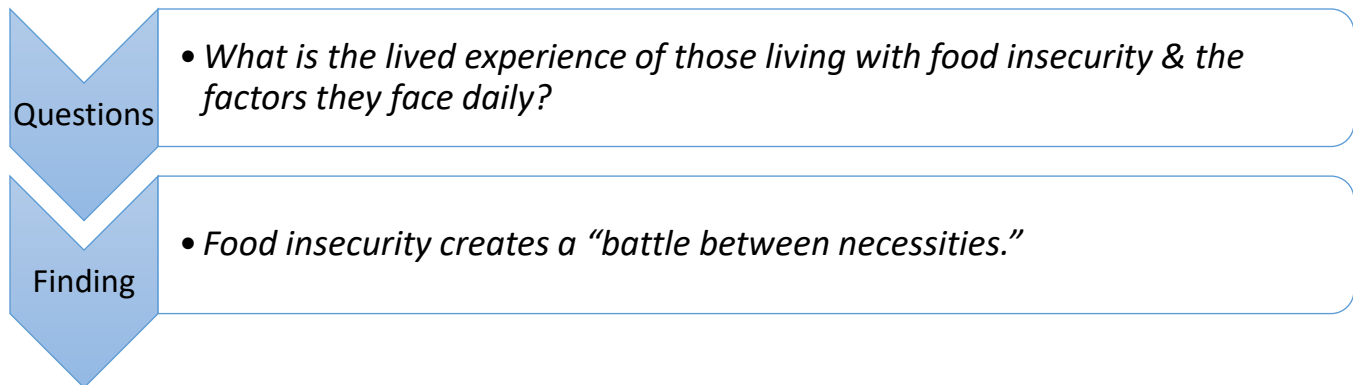 Questions
• What is the lived experience of those living with food insecurity & the
factors they face daily?
Finding
• Food insecurity creates a “battle between necessities.”